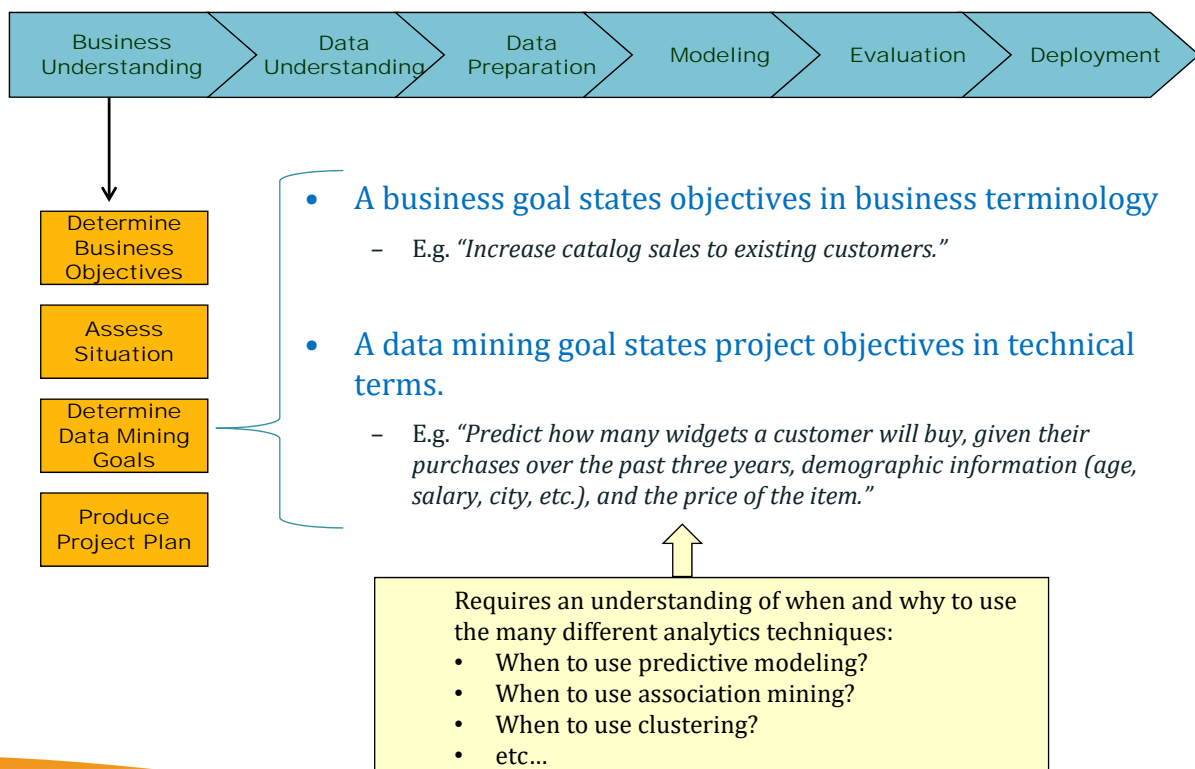 Business
Understanding
Data
Understanding
Data
Preparation
Modeling
Evaluation
Deployment
Determine
Business
Objectives
Assess
Situation
Determine
Data Mining
Goals
Produce
Project Plan
• A business goal states objectives in business terminology
– E.g. “Increase catalog sales to existing customers.”
• A data mining goal states project objectives in technical
terms.
– E.g. “Predict how many widgets a customer will buy, given their
purchases over the past three years, demographic information (age,
salary, city, etc.), and the price of the item.”
Requires an understanding of when and why to use
the many different analytics techniques:
• When to use predictive modeling?
• When to use association mining?
• When to use clustering?
• etc…